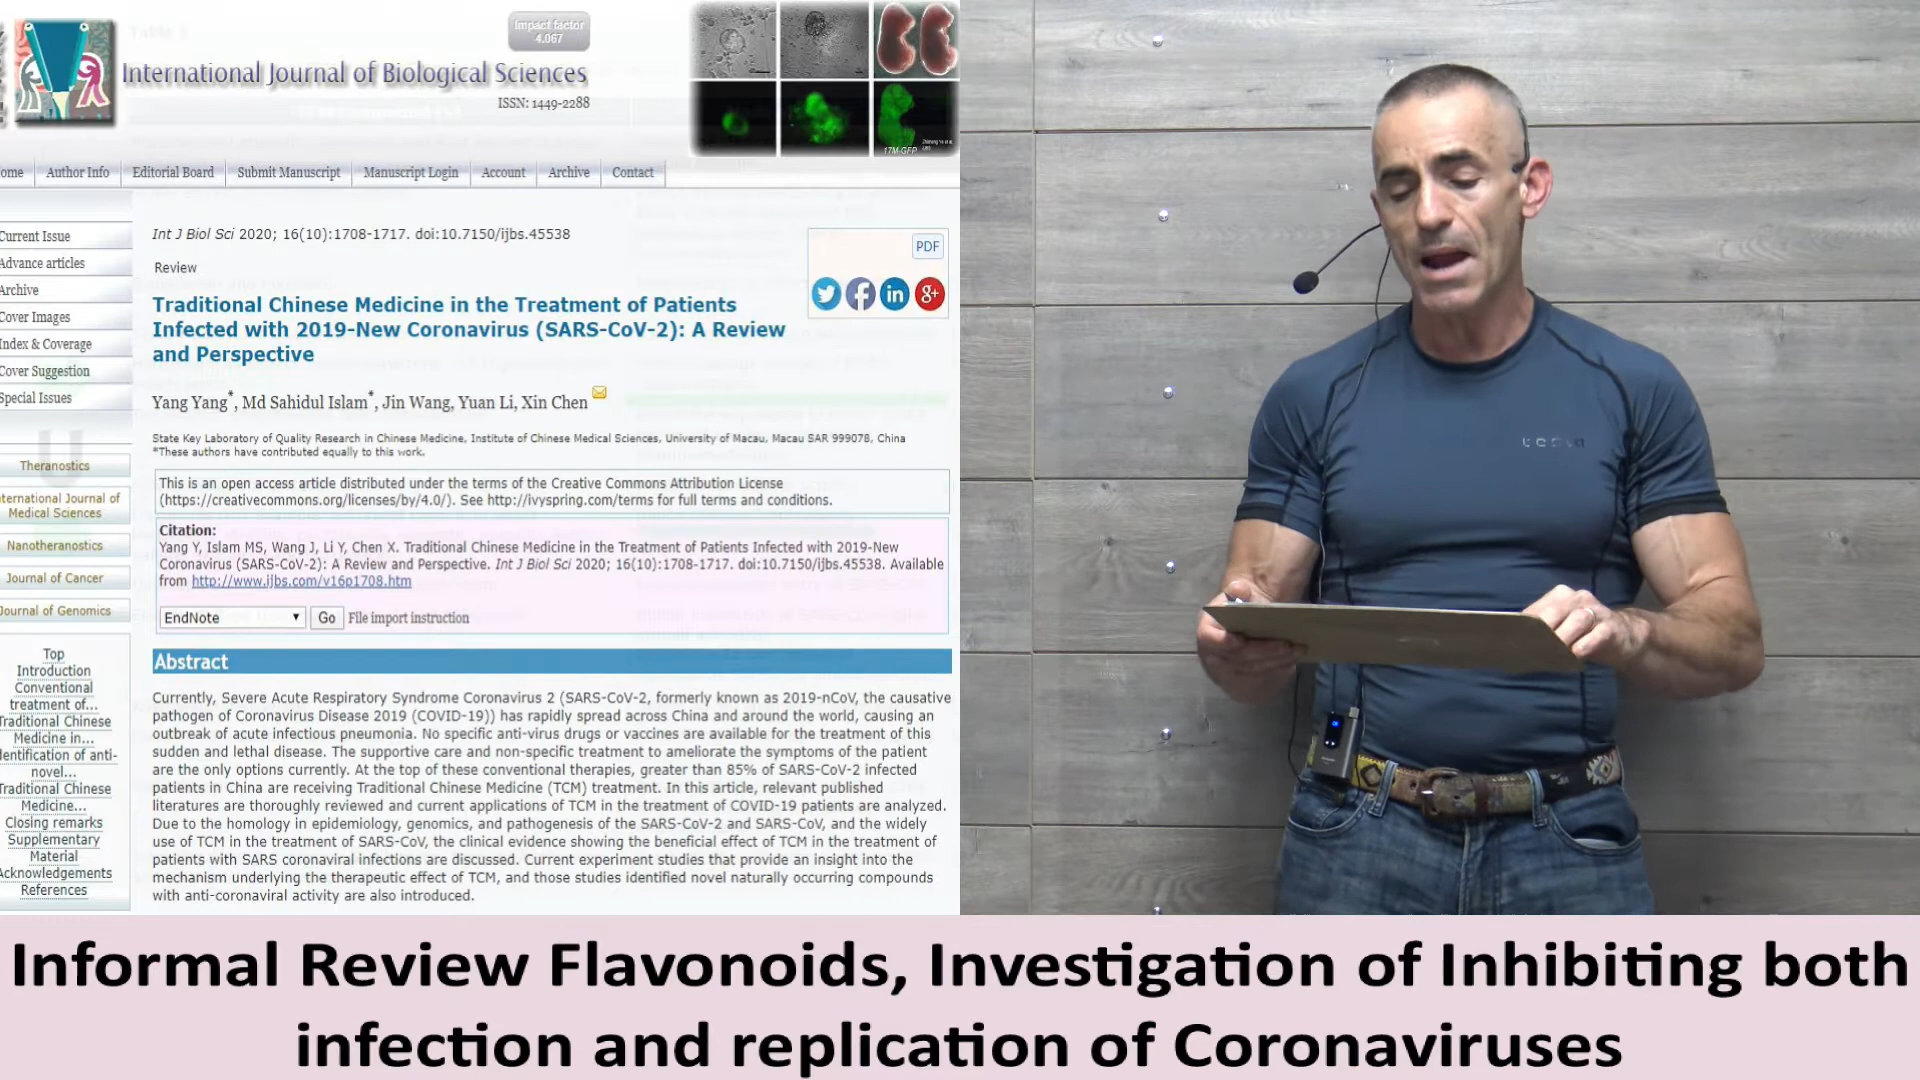 Impact factor
4.067
International Journal of Biological Sciences
ISSN: 1449-2288
17M-GFP
ome
Author Info
Editorial Board
Submit Manuscript
Manuscript Login
Account
Archive
Contact
Current Issue
Advance articles
Archive
Cover Images
Index & Coverage
Cover Suggestion
Special Issues
Theranostics
nternational Journal of
Medical Sciences
Nanotheranostics
Journal of Cancer
Journal of Genomics
Top
Introduction
Conventional
treatment of...
Traditional Chinese
Medicine in...
dentification of anti-
novel...
Traditional Chinese
Medicine...
Closing remarks
Supplementary
Material
Acknowledgements
References
Int J Biol Sci 2020; 16(10):1708-1717. doi:10.7150/ijbs.45538
PDF
Review
Traditional Chinese Medicine in the Treatment of Patients
Infected with 2019-New Coronavirus (SARS-CoV-2): A Review
and Perspective
Yang Yang*, Md Sahidul Islam*, Jin Wang, Yuan Li, Xin Chen
State Key Laboratory of Quality Research in Chinese Medicine, Institute of Chinese Medical Sciences, University of Macau, Macau SAR 999078, China
*These authors have contributed equally to this work.
This is an open access article distributed under the terms of the Creative Commons Attribution License
(https://creativecommons.org/licenses/by/4.0/). See http://ivyspring.com/terms for full terms and conditions.
Citation:
Yang Y, Islam MS, Wang J, Li Y, Chen X. Traditional Chinese Medicine in the Treatment of Patients Infected with 2019-New
Coronavirus (SARS-CoV-2): A Review and Perspective. Int J Biol Sci 2020; 16(10):1708-1717. doi:10.7150/ijbs.45538. Available
from http://www.ijbs.com/v16p1708.htm
EndNote
Go
File import instruction
Abstract
Currently, Severe Acute Respiratory Syndrome Coronavirus 2 (SARS-CoV-2, formerly known as 2019-nCoV, the causative
pathogen of Coronavirus Disease 2019 (COVID-19)) has rapidly spread across China and around the world, causing an
outbreak of acute infectious pneumonia. No specific anti-virus drugs or vaccines are available for the treatment of this
sudden and lethal disease. The supportive care and non-specific treatment to ameliorate the symptoms of the patient
are the only options currently. At the top of these conventional therapies, greater than 85% of SARS-CoV-2 infected
patients in China are receiving Traditional Chinese Medicine (TCM) treatment. In this article, relevant published
literatures are thoroughly reviewed and current applications of TCM in the treatment of COVID-19 patients are analyzed.
Due to the homology in epidemiology, genomics, and pathogenesis of the SARS-CoV-2 and SARS-CoV, and the widely
use of TCM in the treatment of SARS-CoV, the clinical evidence showing the beneficial effect of TCM in the treatment of
patients with SARS coronaviral infections are discussed. Current experiment studies that provide an insight into the
mechanism underlying the therapeutic effect of TCM, and those studies identified novel naturally occurring compounds
with anti-coronaviral activity are also introduced.
Informal Review Flavonoids, Investigation of Inhibiting both
infection and replication of Coronaviruses